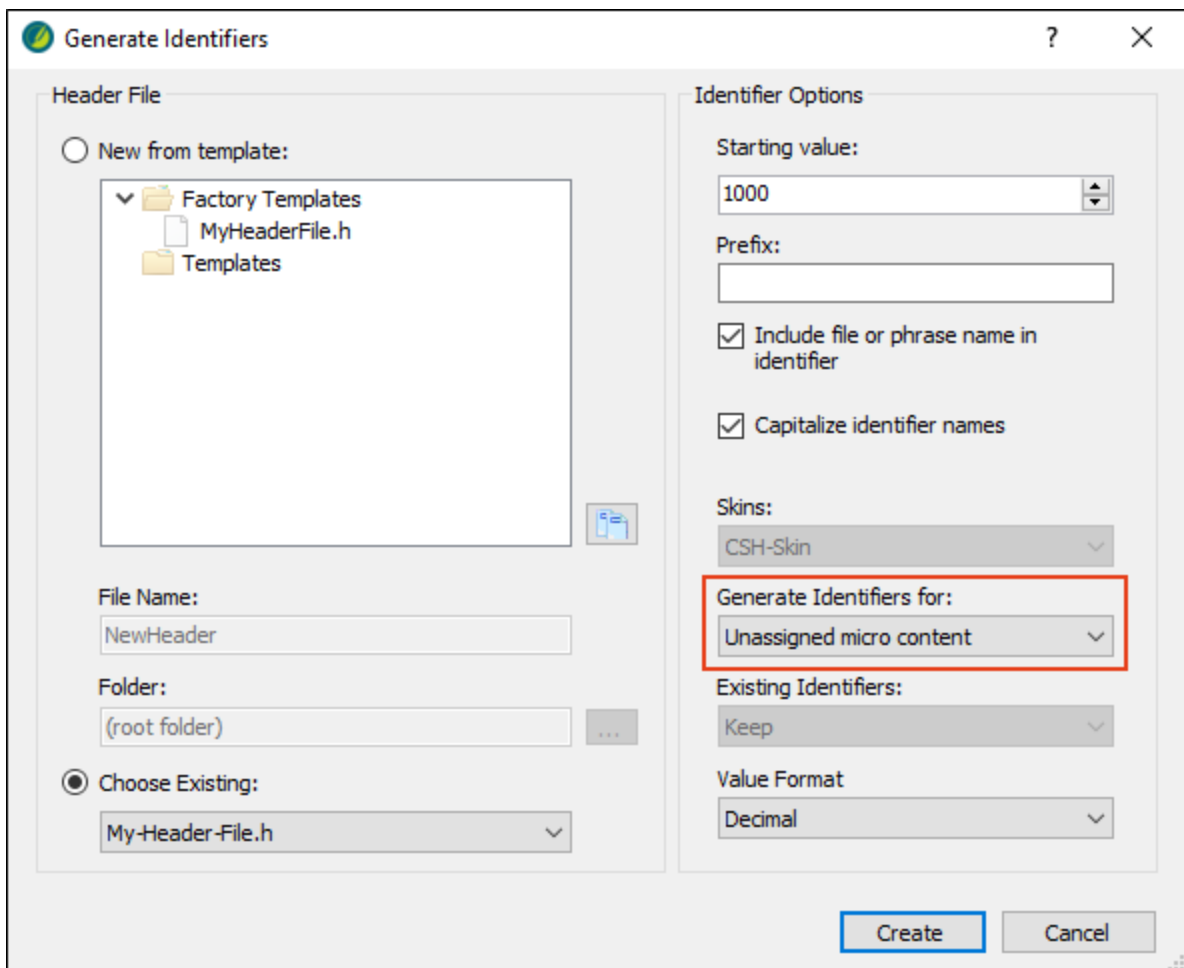 Generate Identifiers
?
Header File
New from template:
Factory Templates
MyHeaderFile.h
Templates
File Name:
NewHeader
Folder:
(root folder)
...
Choose Existing:
My-Header-File.h
Identifier Options
Starting value:
1000
Prefix:
Include file or phrase name in
identifier
Capitalize identifier names
Skins:
CSH-Skin
Generate Identifiers for:
Unassigned micro content
Existing Identifiers:
Keep
Value Format
Decimal
Create
Cancel